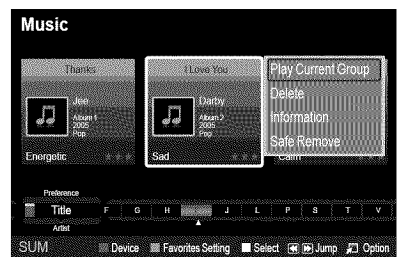 Music
Thanks
Jee
Album 1
2005
Pop
Energetic
I Love You
Darby
Album 2
2005
Pop
Sad
Play Current Group
Delete
Information
Safe Remove
Calm
Preference
Title F G H J L P S T V
Artist
SUM Device Favorites Setting Select Jump Option